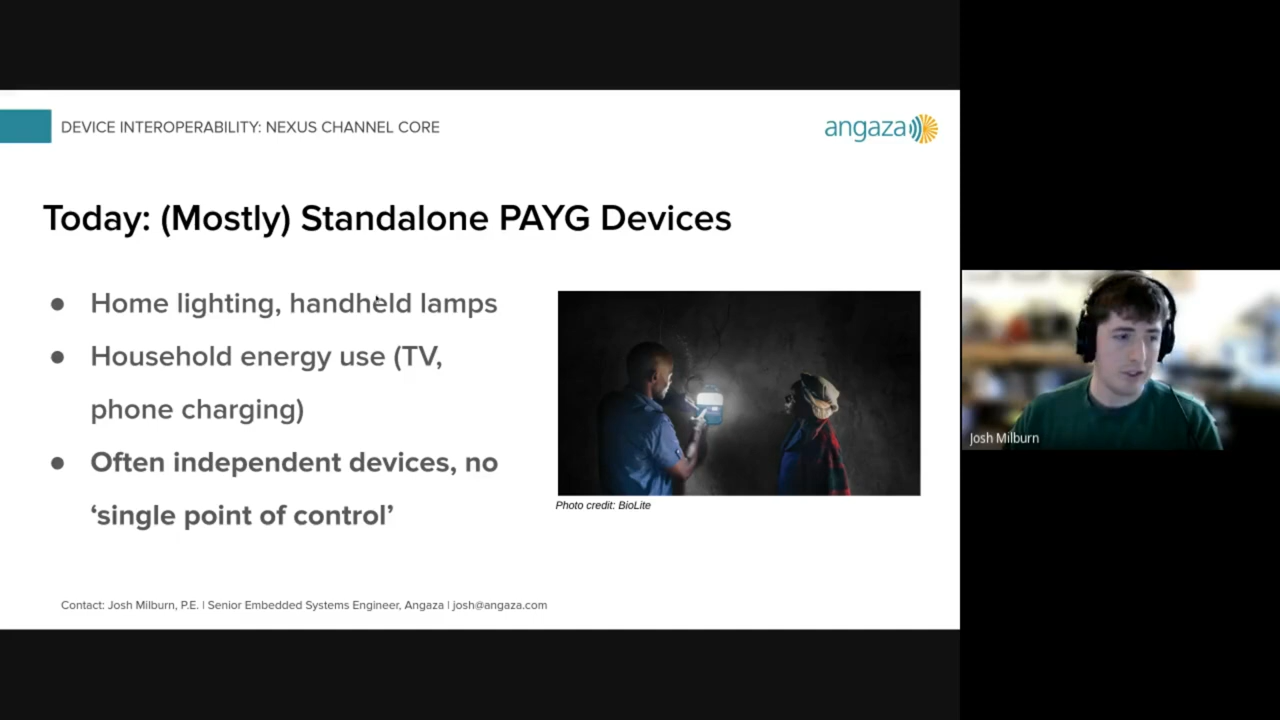 DEVICE INTEROPERABILITY: NEXUS CHANNEL CORE
angaza
Today: (Mostly) Standalone PAYG Devices
● Home lighting, handheld lamps
● Household energy use (TV,
phone charging)
● Often independent devices, no
‘single point of control’
Photo credit: BioLite
Contact: Josh Milburn, P.E. | Senior Embedded Systems Engineer, Angaza | josh@angaza.com
Josh Milburn